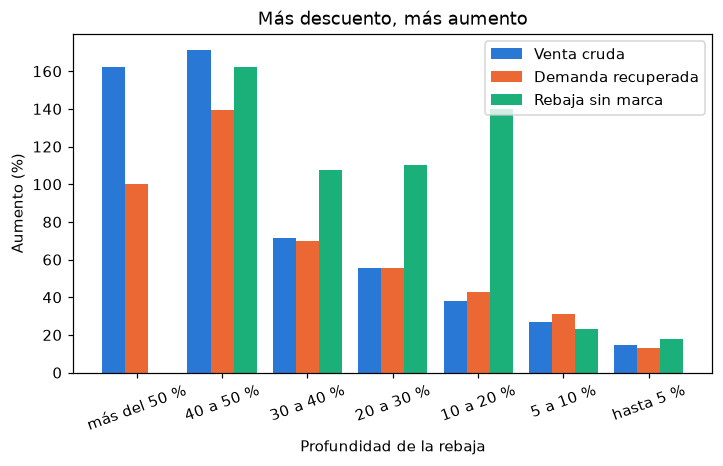 Más descuento, más aumento
Venta cruda
Demanda recuperada
Rebaja sin marca
Aumento (%)
160
140
120
100
80
60
40
20
0
más del 50 %
40 a 50 %
30 a 40 %
20 a 30 %
10 a 20 %
5 a 10 %
hasta 5 %
Profundidad de la rebaja